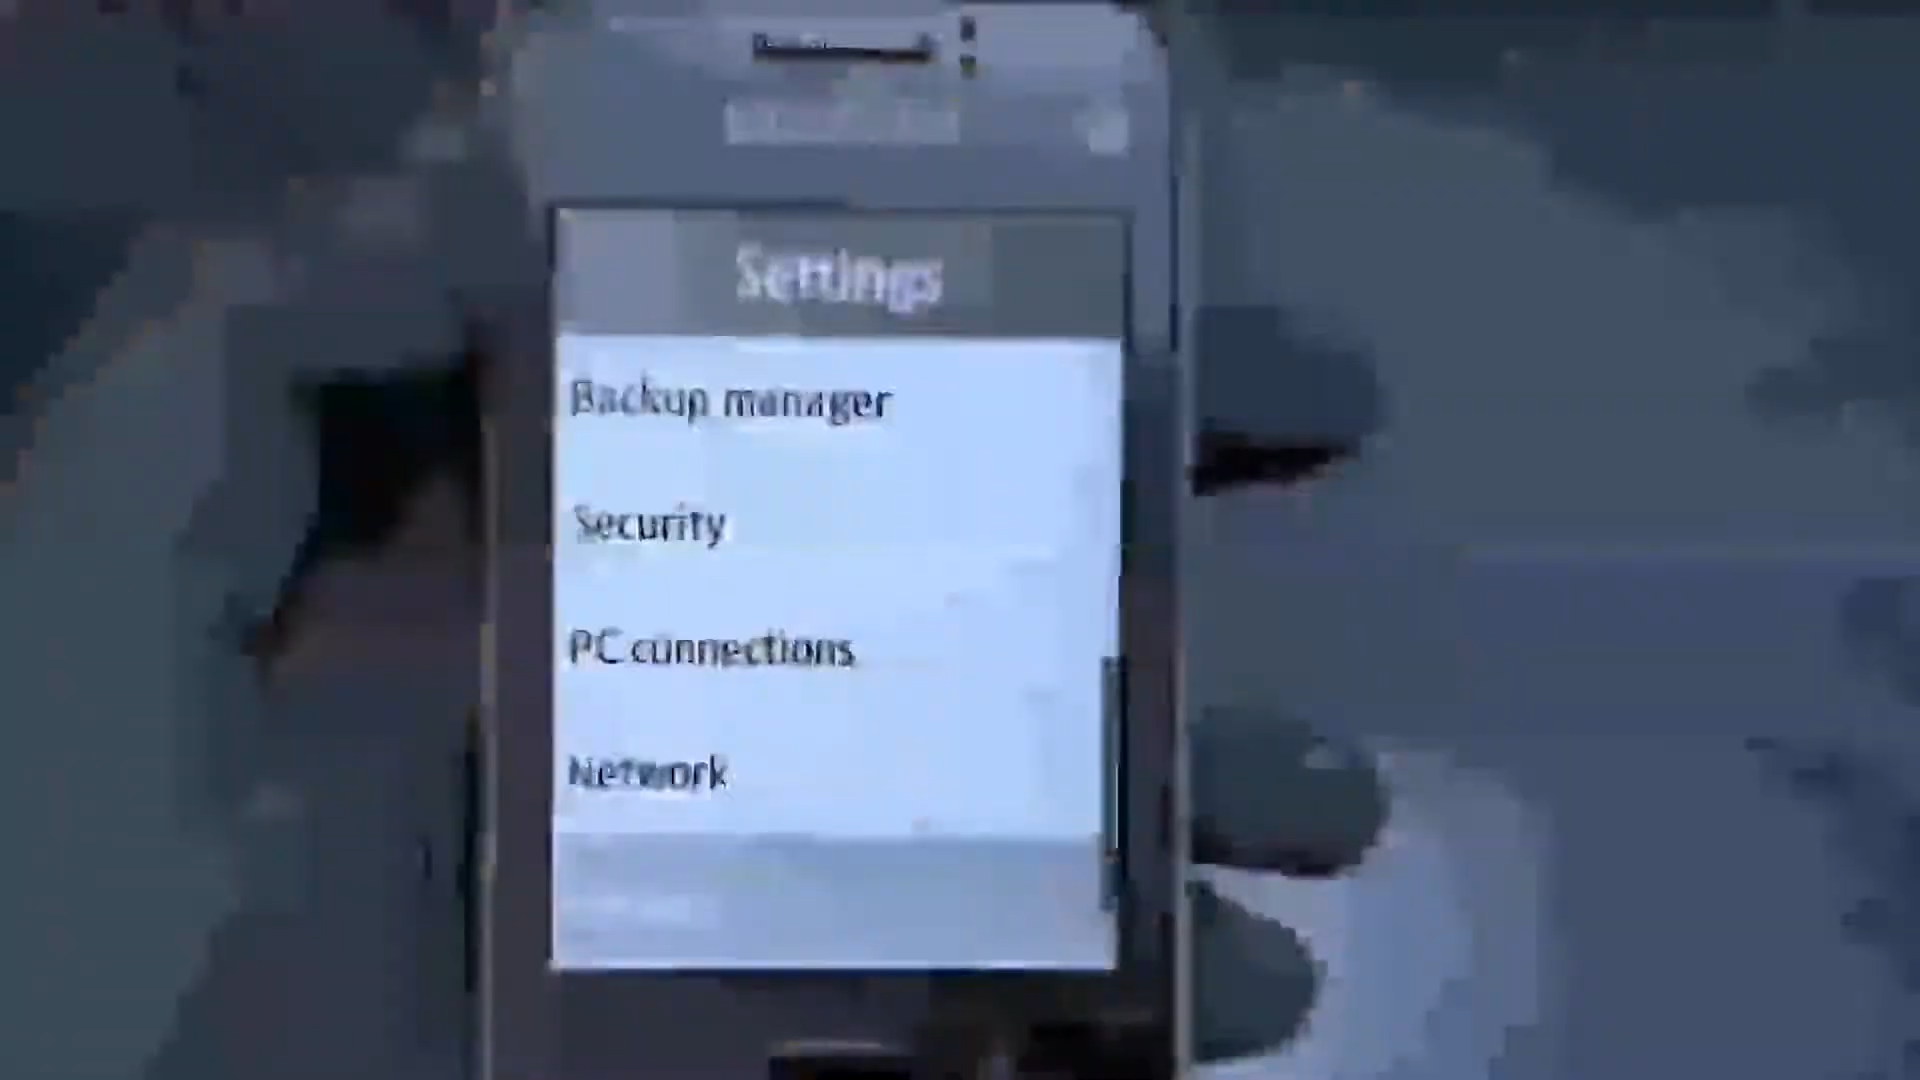 Settings
Backup manager
Security
PC connections
Network